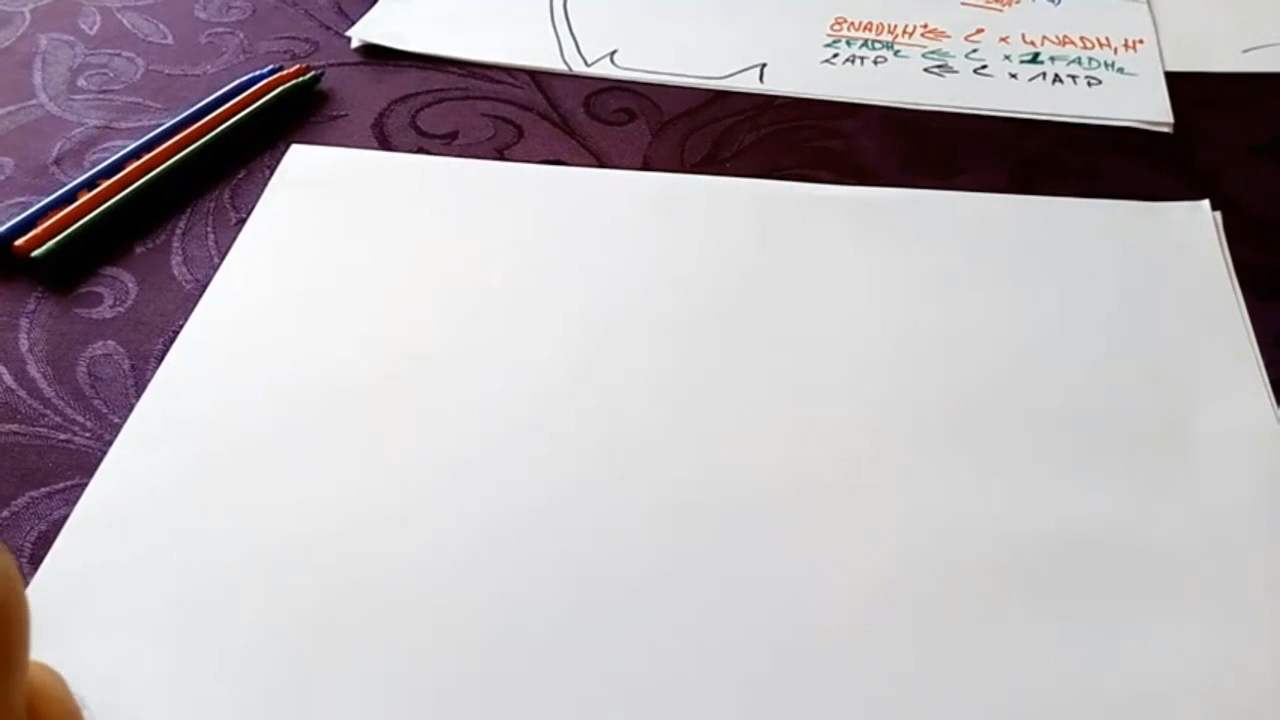 8NADH,H⁺ ⇐ 2 x 4NADH,H⁺
2FADH₂ ⇐ 2 x 1FADH₂
2ATP ⇐ 2 x 1ATP